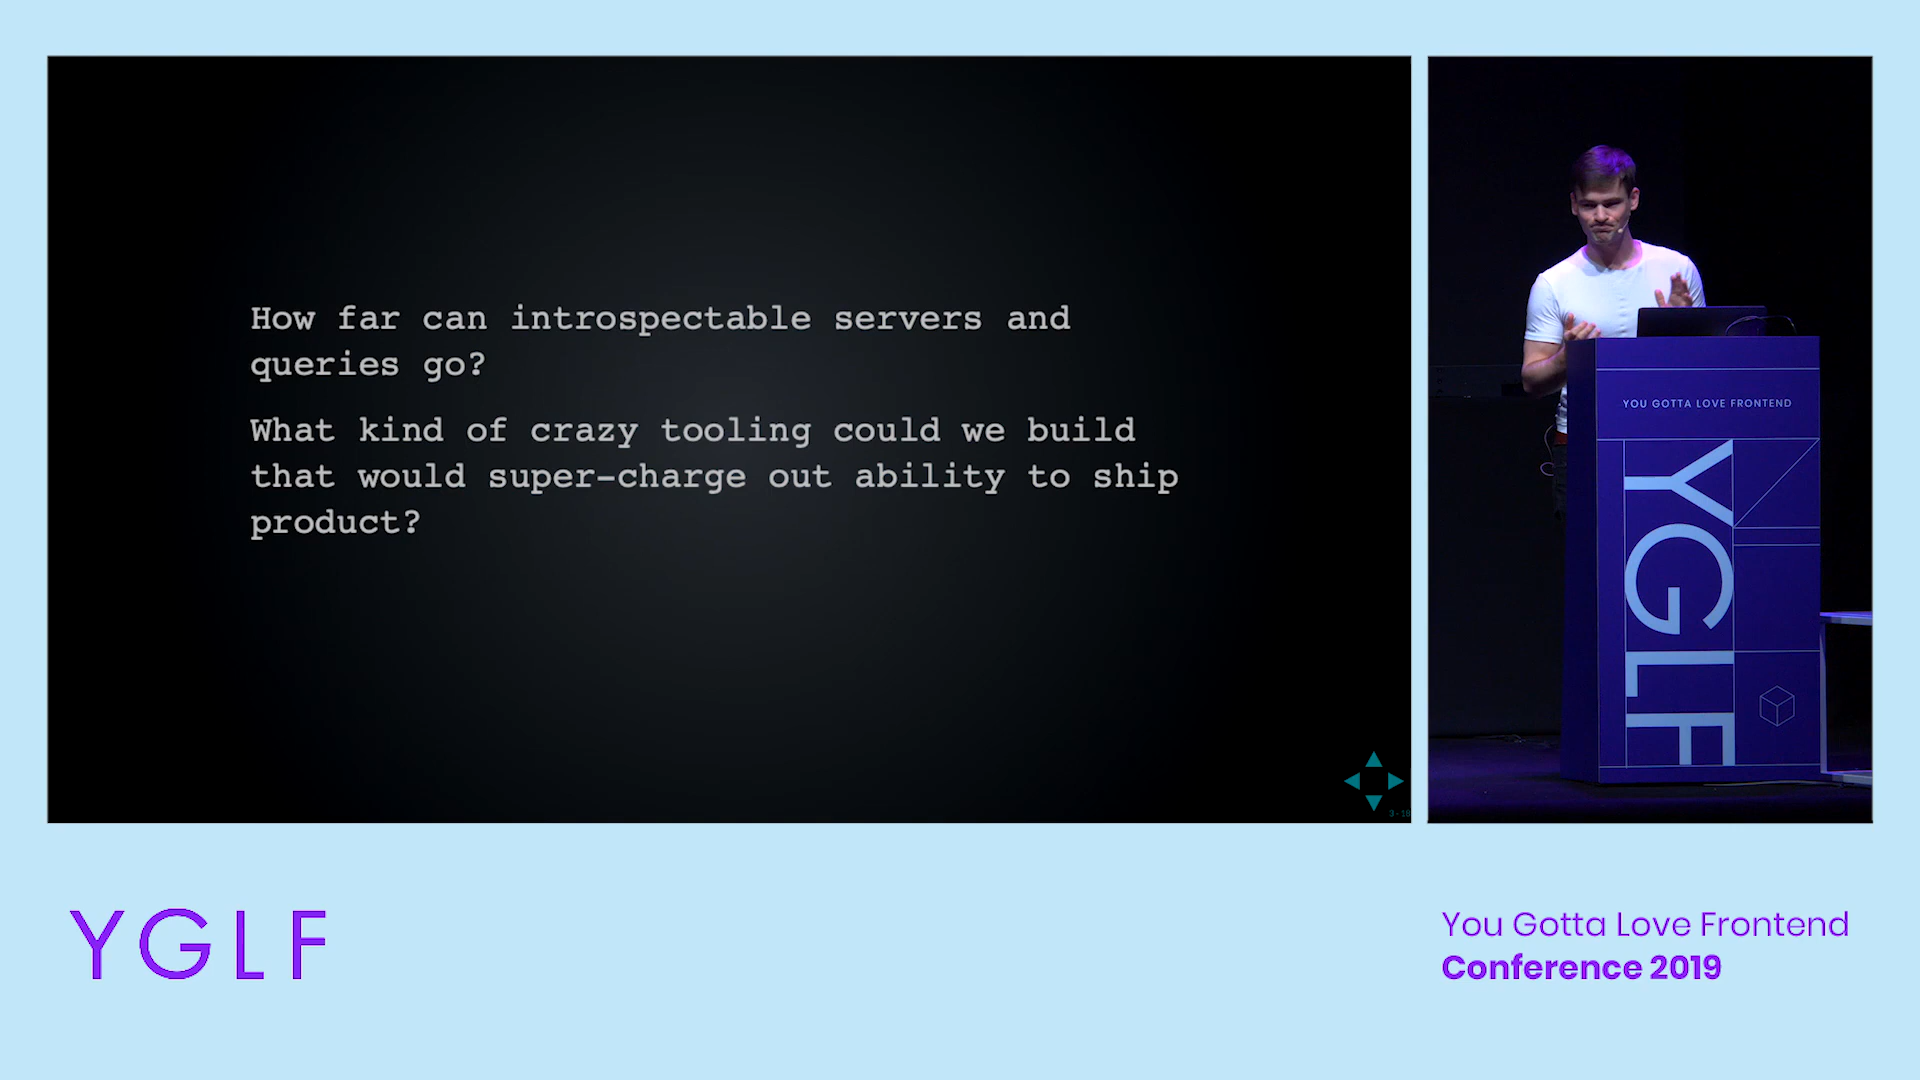 How far can introspectable servers and
queries go?
What kind of crazy tooling could we build
that would super-charge out ability to ship
product?
YOU GOTTA LOVE FRONTEND
YGLF
YGLF
You Gotta Love Frontend
Conference 2019